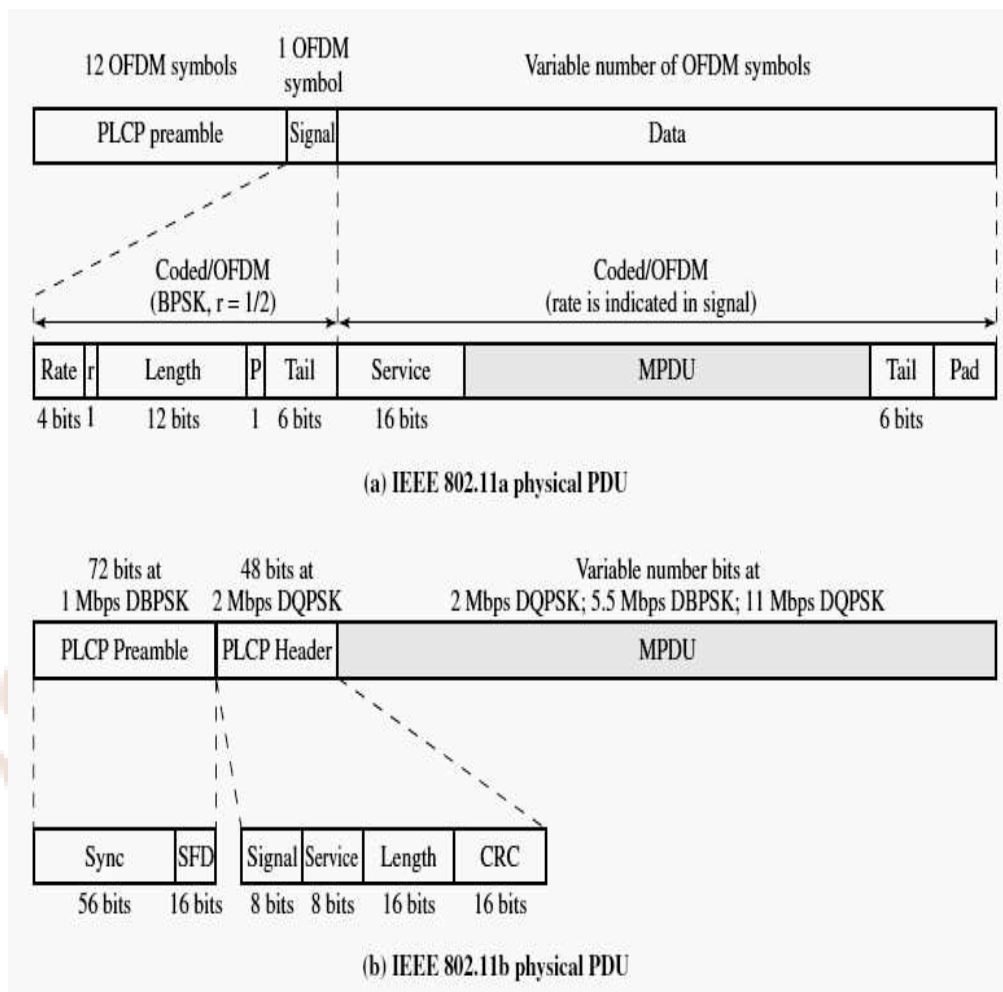 12 OFDM symbols
1 OFDM
symbol
Variable number of OFDM symbols
PLCP preamble
Signal
Data
Coded/OFDM
(BPSK, r = 1/2)
Coded/OFDM
(rate is indicated in signal)
Rate r Length P Tail Service MPDU Tail Pad
4 bits 1 12 bits 1 6 bits 16 bits 6 bits
(a) IEEE 802.11a physical PDU
72 bits at
1 Mbps DBPSK
48 bits at
2 Mbps DQPSK
Variable number bits at
2 Mbps DQPSK; 5.5 Mbps DBPSK; 11 Mbps DQPSK
PLCP Preamble PLCP Header MPDU
Sync SFD Signal Service Length CRC
56 bits 16 bits 8 bits 8 bits 16 bits 16 bits
(b) IEEE 802.11b physical PDU